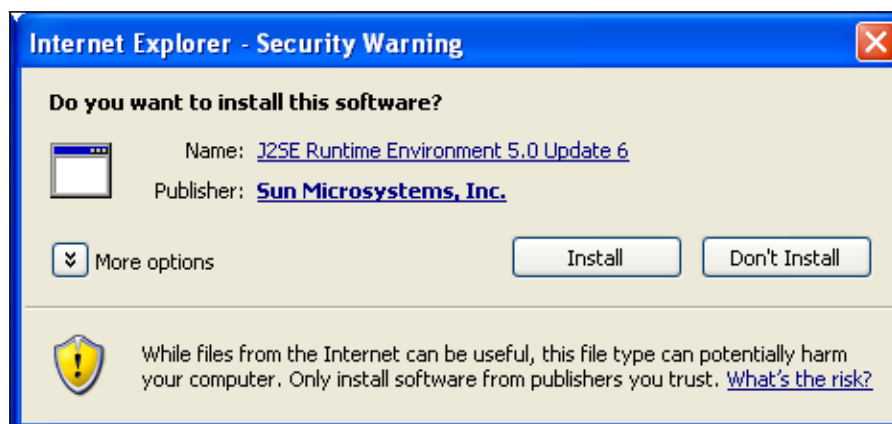 Internet Explorer - Security Warning
Do you want to install this software?
Name: J2SE Runtime Environment 5.0 Update 6
Publisher: Sun Microsystems, Inc.
More options Install Don't Install
While files from the Internet can be useful, this file type can potentially harm
your computer. Only install software from publishers you trust. What's the risk?